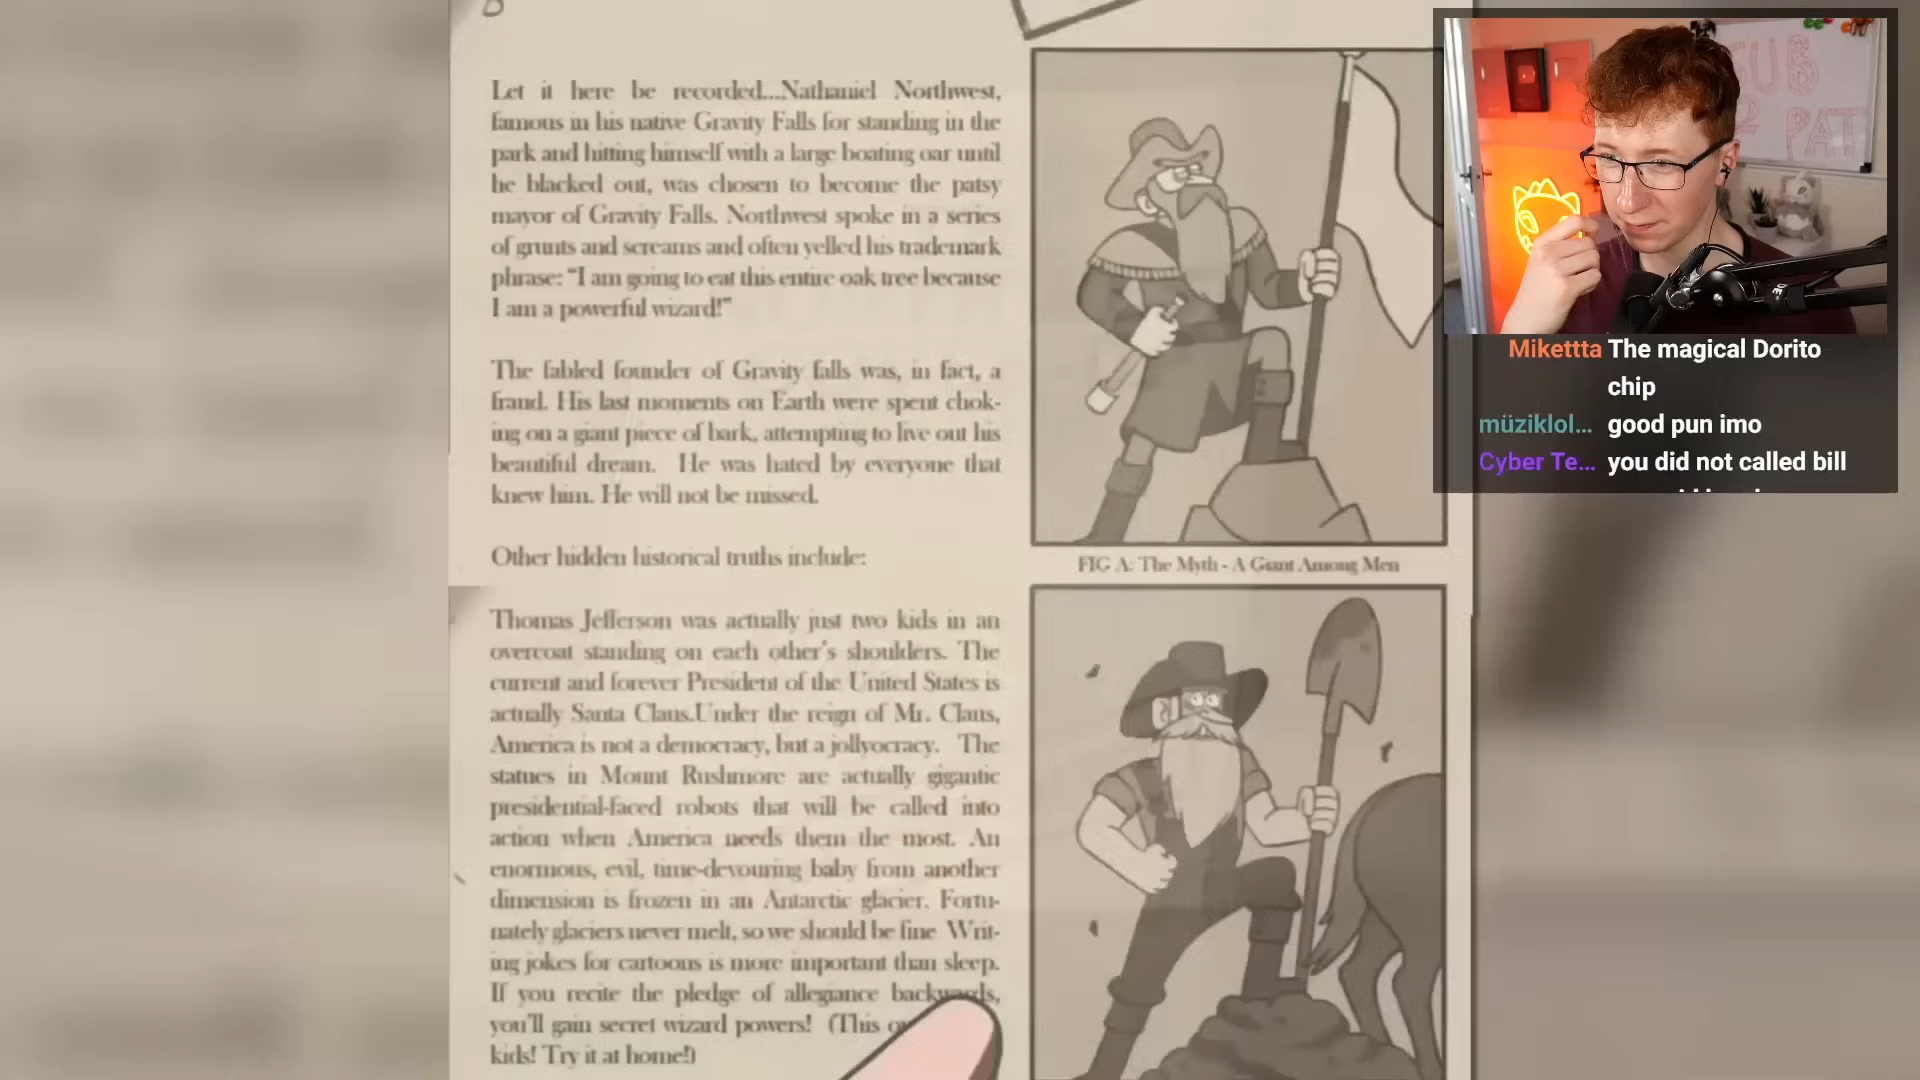 Let it here be recorded...Nathaniel Northwest,
famous in his native Gravity Falls for standing in the
park and hitting himself with a large boating oar until
he blacked out, was chosen to become the patsy
mayor of Gravity Falls. Northwest spoke in a series
of grunts and screams and often yelled his trademark
phrase: “I am going to eat this entire oak tree because
I am a powerful wizard!”
The fabled founder of Gravity falls was, in fact, a
fraud. His last moments on Earth were spent chok-
ing on a giant piece of bark, attempting to live out his
beautiful dream. He was hated by everyone that
knew him. He will not be missed.
Other hidden historical truths include:
Thomas Jefferson was actually just two kids in an
overcoat standing on each other's shoulders. The
current and forever President of the United States is
actually Santa Claus.Under the reign of Mr. Claus,
America is not a democracy, but a jollyocracy. The
statues in Mount Rushmore are actually gigantic
presidential-faced robots that will be called into
action when America needs them the most. An
enormous, evil, time-devouring baby from another
dimension is frozen in an Antarctic glacier. Fortu-
nately glaciers never melt, so we should be fine Writ-
ing jokes for cartoons is more important than sleep.
If you recite the pledge of allegiance backwards,
you'll gain secret wizard powers! (This
kids! Try it at home!)
FIG A: The Myth - A Giant Among Men
SUB
2
PAT
Mikettta The magical Dorito
chip
müziklol... good pun imo
Cyber Te... you did not called bill